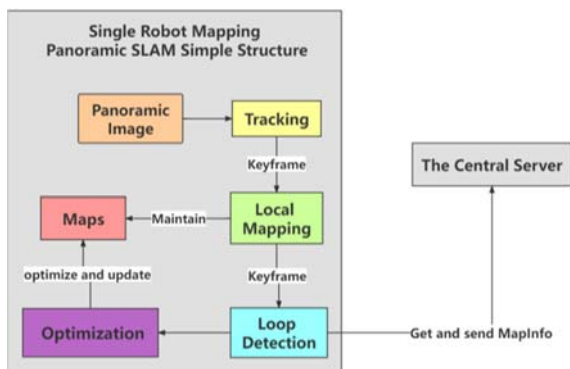 Single Robot Mapping
Panoramic SLAM Simple Structure
Panoramic
Image
Tracking
Keyframe
The Central Server
Maps
Maintain
Local
Mapping
optimize and update
Keyframe
Optimization
Loop
Detection
Get and send MapInfo